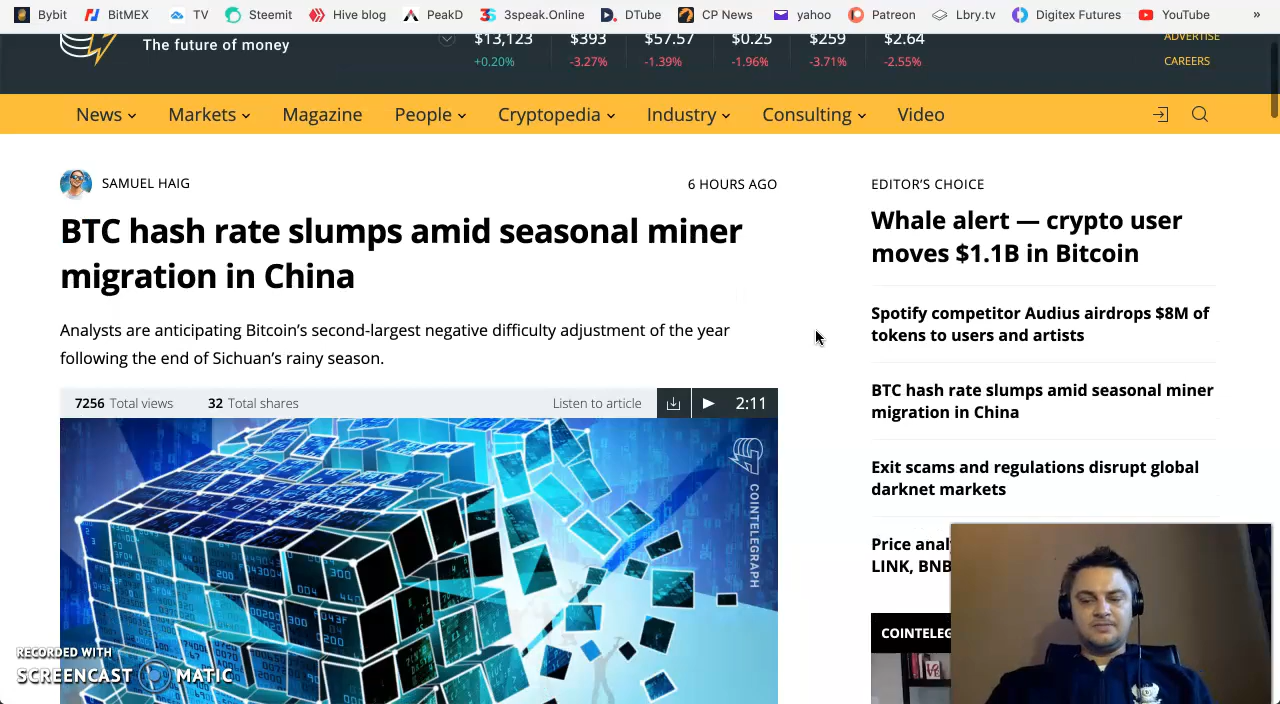 Bybit BitMEX TV Steemit Hive blog PeakD 3speak.Online DTube CP News yahoo Patreon Lbry.tv Digitex Futures YouTube »
The future of money
$13,123 $393 $57.57 $0.25 $259 $2.64
+0.20% -3.27% -1.39% -1.96% -3.71% -2.55%
ADVERTISE
CAREERS
News Markets Magazine People Cryptopedia Industry Consulting Video
SAMUEL HAIG
6 HOURS AGO
BTC hash rate slumps amid seasonal miner
migration in China
Analysts are anticipating Bitcoin’s second-largest negative difficulty adjustment of the year
following the end of Sichuan’s rainy season.
7256 Total views 32 Total shares Listen to article 2:11
COINTELEGRAPH
RECORDED WITH
SCREENCAST MATIC
EDITOR’S CHOICE
Whale alert — crypto user
moves $1.1B in Bitcoin
Spotify competitor Audius airdrops $8M of
tokens to users and artists
BTC hash rate slumps amid seasonal miner
migration in China
Exit scams and regulations disrupt global
darknet markets
Price anal
LINK, BNB
COINTELEG